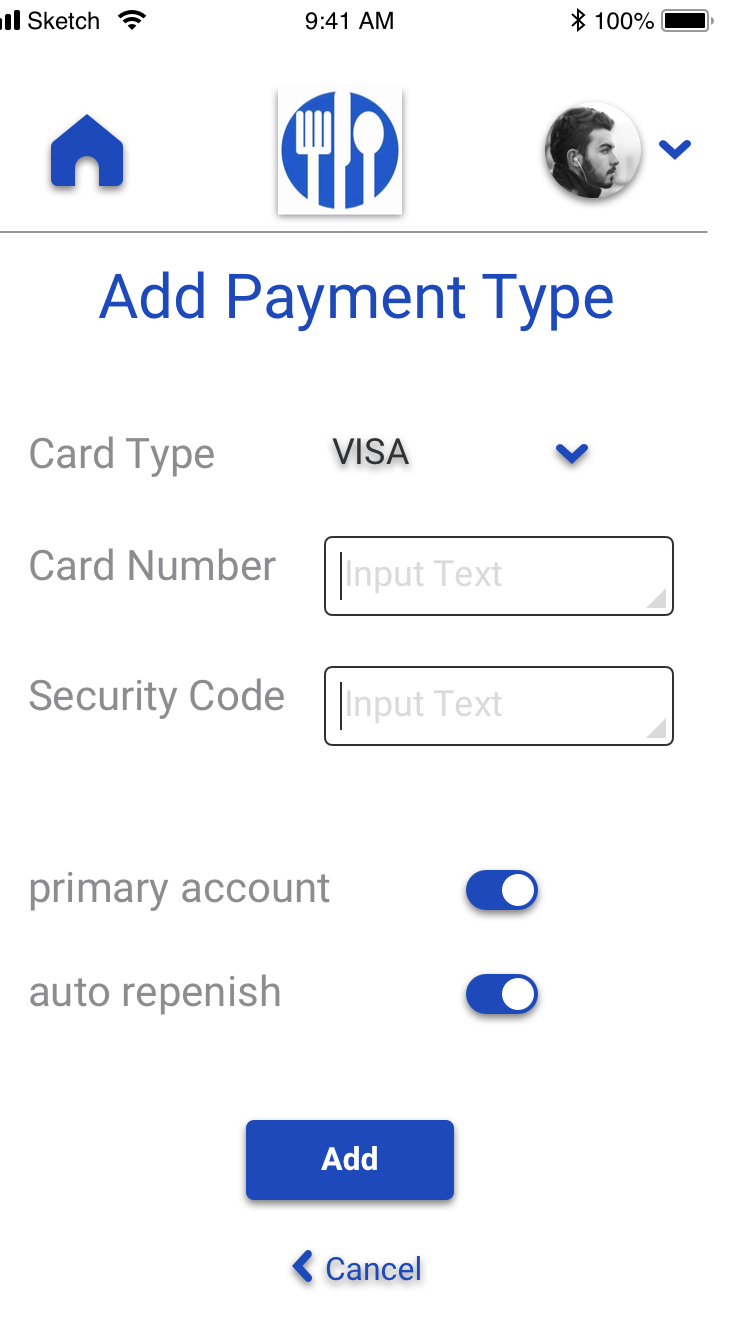 Sketch 9:41 AM 100%
Add Payment Type
Card Type VISA
Card Number Input Text
Security Code Input Text
primary account
auto repenish
Add
Cancel